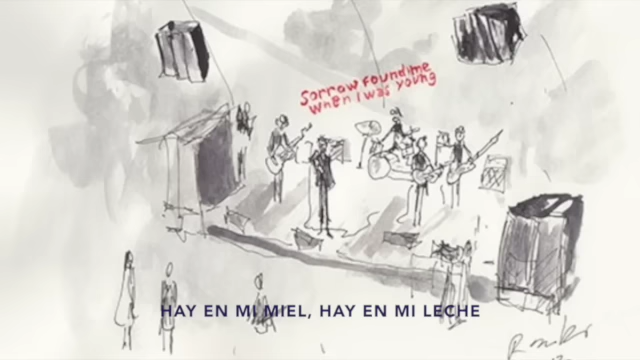 Sorrow found me
when I was young
HAY EN MI MIEL, HAY EN MI LECHE